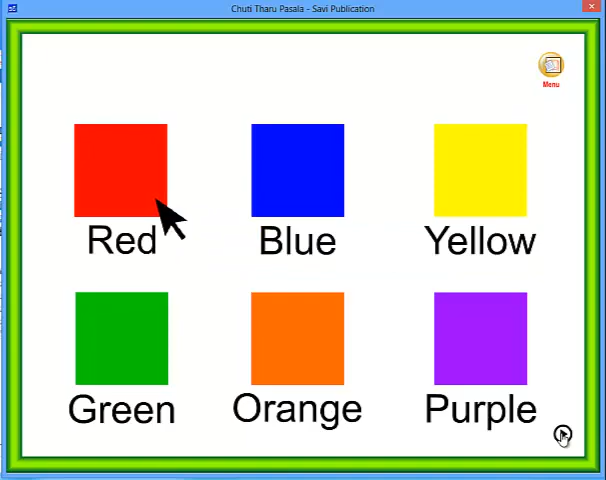 Chuti Tharu Pasala - Savi Publication
Menu
Red Blue Yellow
Green Orange Purple